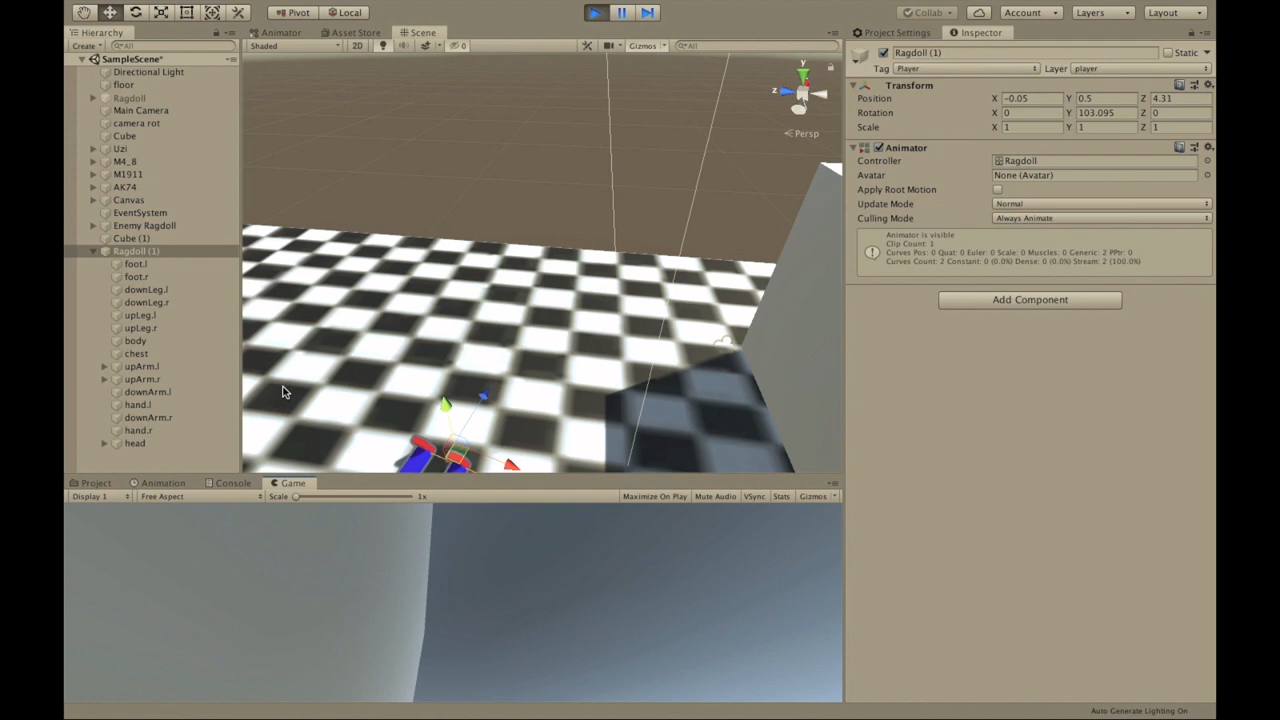 Pivot Local Collab Account Layers Layout
Hierarchy Animator Asset Store Scene Project Settings Inspector
Create All Shaded 2D 0 Gizmos All
Ragdoll (1) Static
Tag Player Layer player
SampleScene*
Directional Light
floor
Ragdoll
Main Camera
camera rot
Cube
Uzi
M4_8
M1911
AK74
Canvas
EventSystem
Enemy Ragdoll
Cube (1)
Ragdoll (1)
foot.l
foot.r
downLeg.l
downLeg.r
upLeg.l
upLeg.r
body
chest
upArm.l
upArm.r
downArm.l
hand.l
downArm.r
hand.r
head
y
z
Persp
Transform
Position X -0.05 Y 0.5 Z 4.31
Rotation X 0 Y 103.095 Z 0
Scale X 1 Y 1 Z 1
Animator
Controller Ragdoll
Avatar None (Avatar)
Apply Root Motion
Update Mode Normal
Culling Mode Always Animate
Animator is visible
Clip Count: 1
Curves Pos: 0 Quat: 0 Euler: 0 Scale: 0 Muscles: 0 Generic: 2 PPtr: 0
Curves Count: 2 Constant: 0 (0.0%) Dense: 0 (0.0%) Stream: 2 (100.0%)
Add Component
Project Animation Console Game
Display 1 Free Aspect Scale 1x Maximize On Play Mute Audio VSync Stats Gizmos
Auto Generate Lighting On